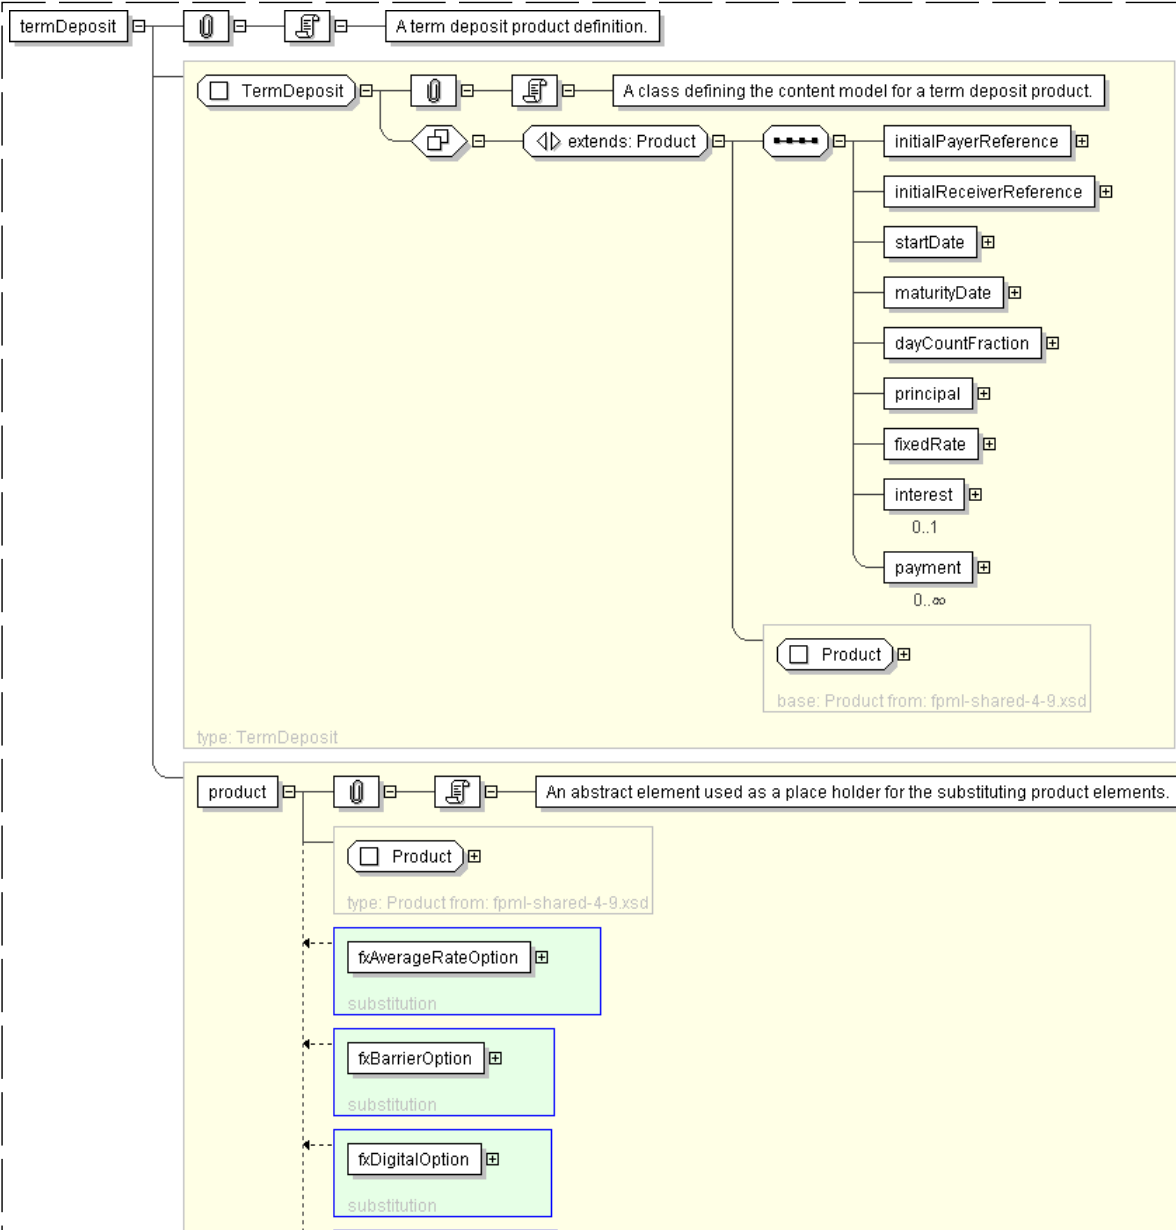 termDeposit
A term deposit product definition.
TermDeposit
A class defining the content model for a term deposit product.
extends: Product
initialPayerReference
initialReceiverReference
startDate
maturityDate
dayCountFraction
principal
fixedRate
interest
0..1
payment
0..∞
Product
base: Product from: fpml-shared-4-9.xsd
type: TermDeposit
product
An abstract element used as a place holder for the substituting product elements.
Product
type: Product from: fpml-shared-4-9.xsd
fxAverageRateOption
substitution
fxBarrierOption
substitution
fxDigitalOption
substitution